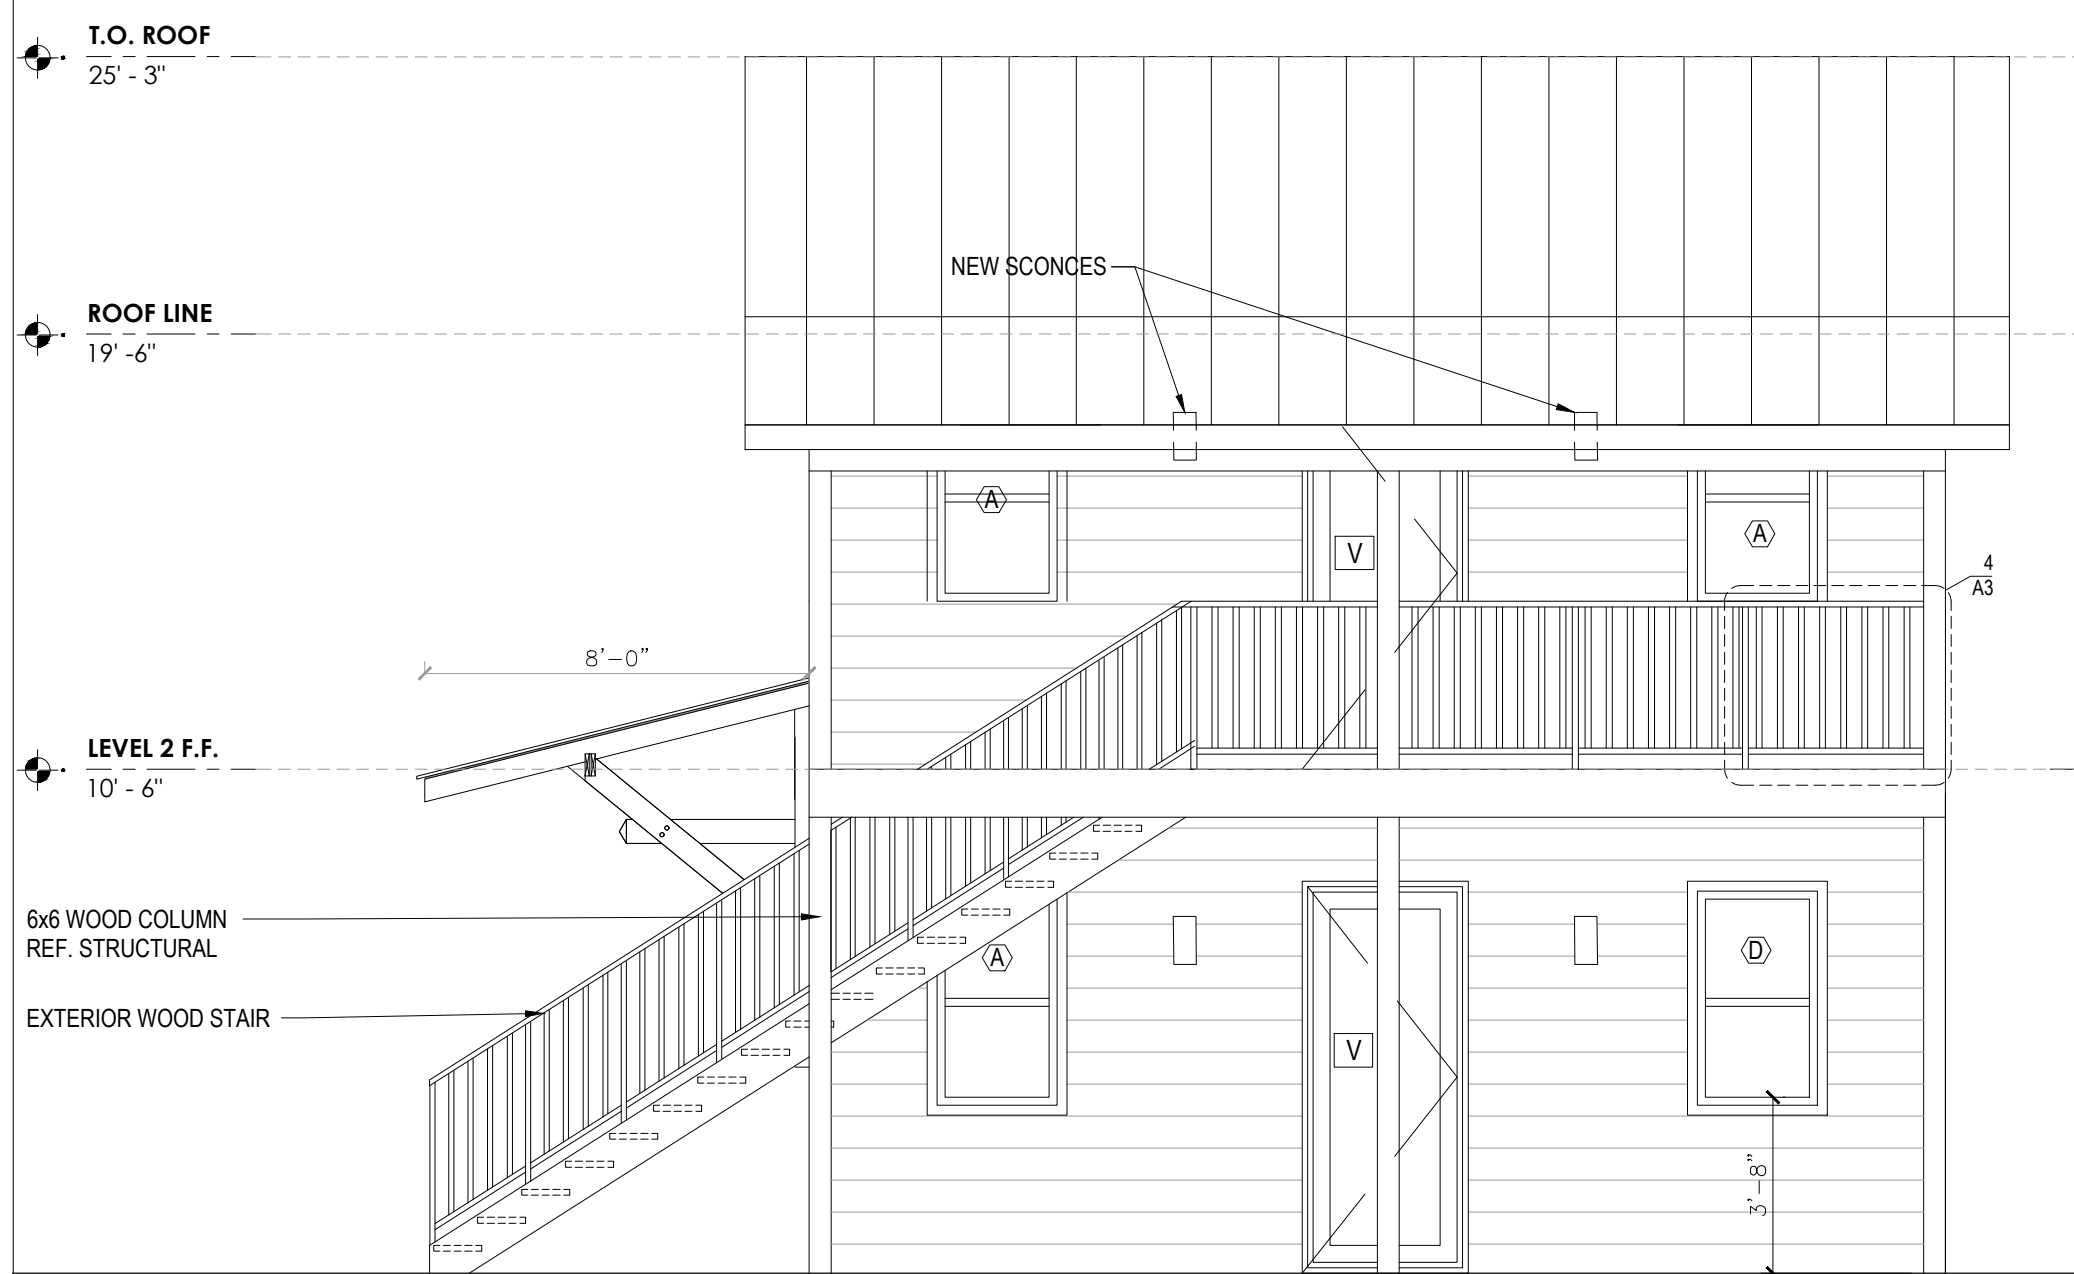 T.O. ROOF
25' - 3"
NEW SCONCES
ROOF LINE
19' -6"
A
A
V
4
A3
8'-0"
LEVEL 2 F.F.
10' - 6"
6x6 WOOD COLUMN
REF. STRUCTURAL
A
D
EXTERIOR WOOD STAIR
V
3'-8"